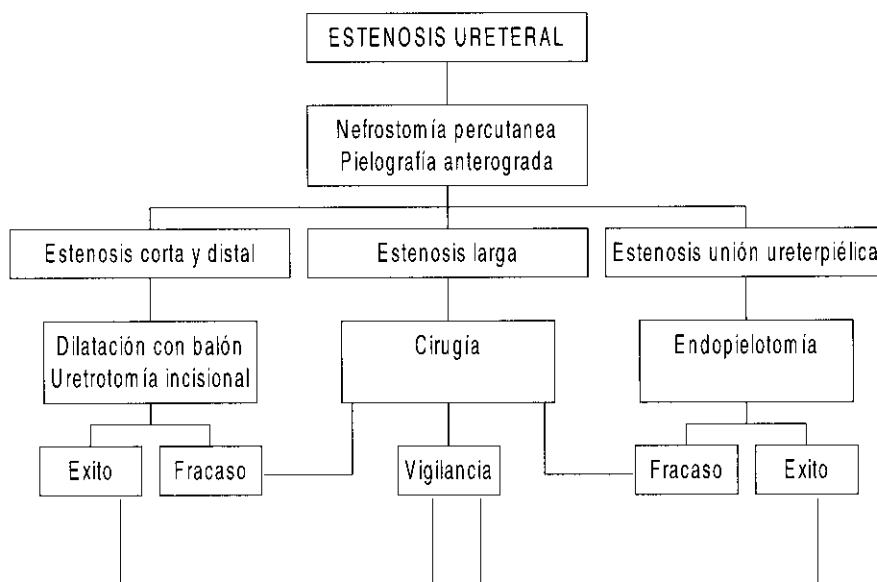 ESTENOSIS URETERAL
Nefrostomía percutanea
Pielografía anterograda
Estenosis corta y distal
Estenosis larga
Estenosis unión ureterpiélica
Dilatación con balón
Uretrotomía incisional
Cirugía
Endopielotomía
Exito
Fracaso
Vigilancia
Fracaso
Exito